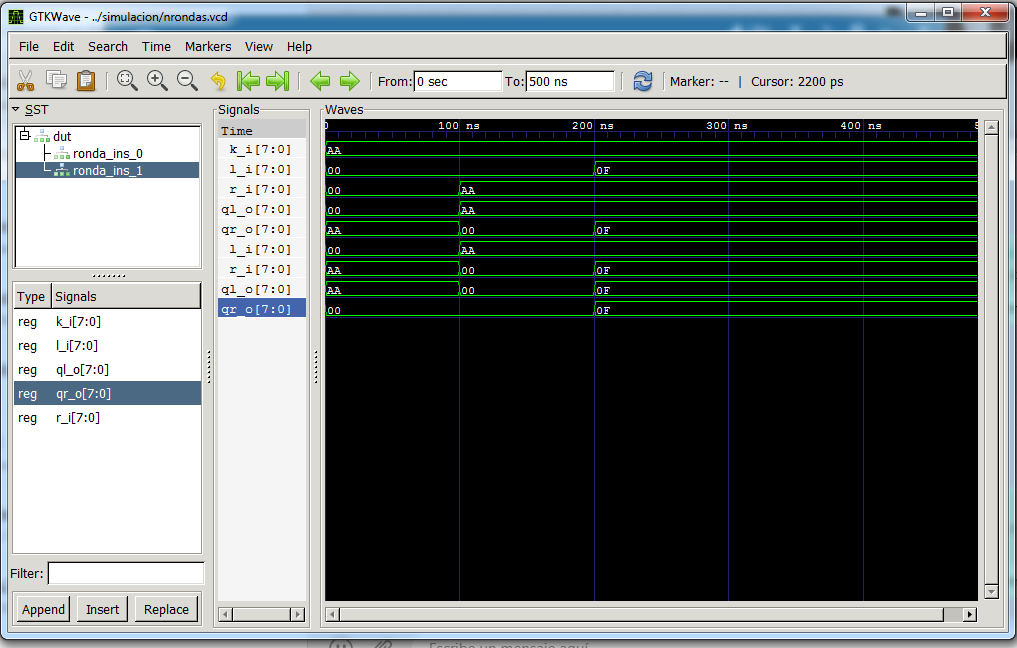 GTKWave - ../simulacion/nrondas.vcd
File Edit Search Time Markers View Help
From: 0 sec To: 500 ns Marker: -- | Cursor: 2200 ps
SST
dut
ronda_ins_0
ronda_ins_1
Type Signals
reg k_i[7:0]
reg l_i[7:0]
reg ql_o[7:0]
reg qr_o[7:0]
reg r_i[7:0]
Filter:
Append Insert Replace
Signals
Time
k_i[7:0]
l_i[7:0]
r_i[7:0]
ql_o[7:0]
qr_o[7:0]
l_i[7:0]
r_i[7:0]
ql_o[7:0]
qr_o[7:0]
Waves
0 100 ns 200 ns 300 ns 400 ns 5
AA
00 0F
00 AA
00 AA
AA 00 0F
00 AA
AA 00 0F
AA 00 0F
00 0F
Escribe un mensaje aquí